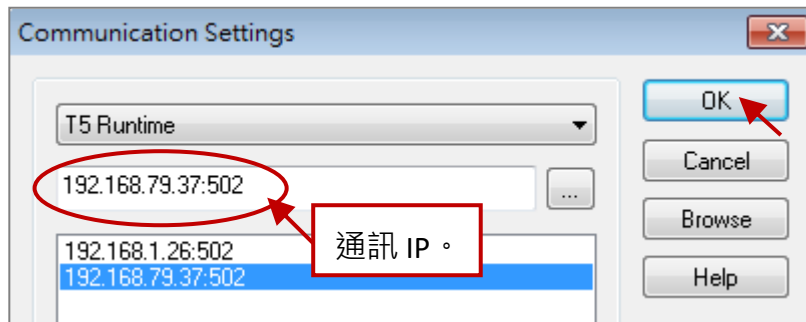 Communication Settings
T5 Runtime
192.168.79.37:502
...
192.168.1.26:502
192.168.79.37:502
通訊 IP。
OK
Cancel
Browse
Help